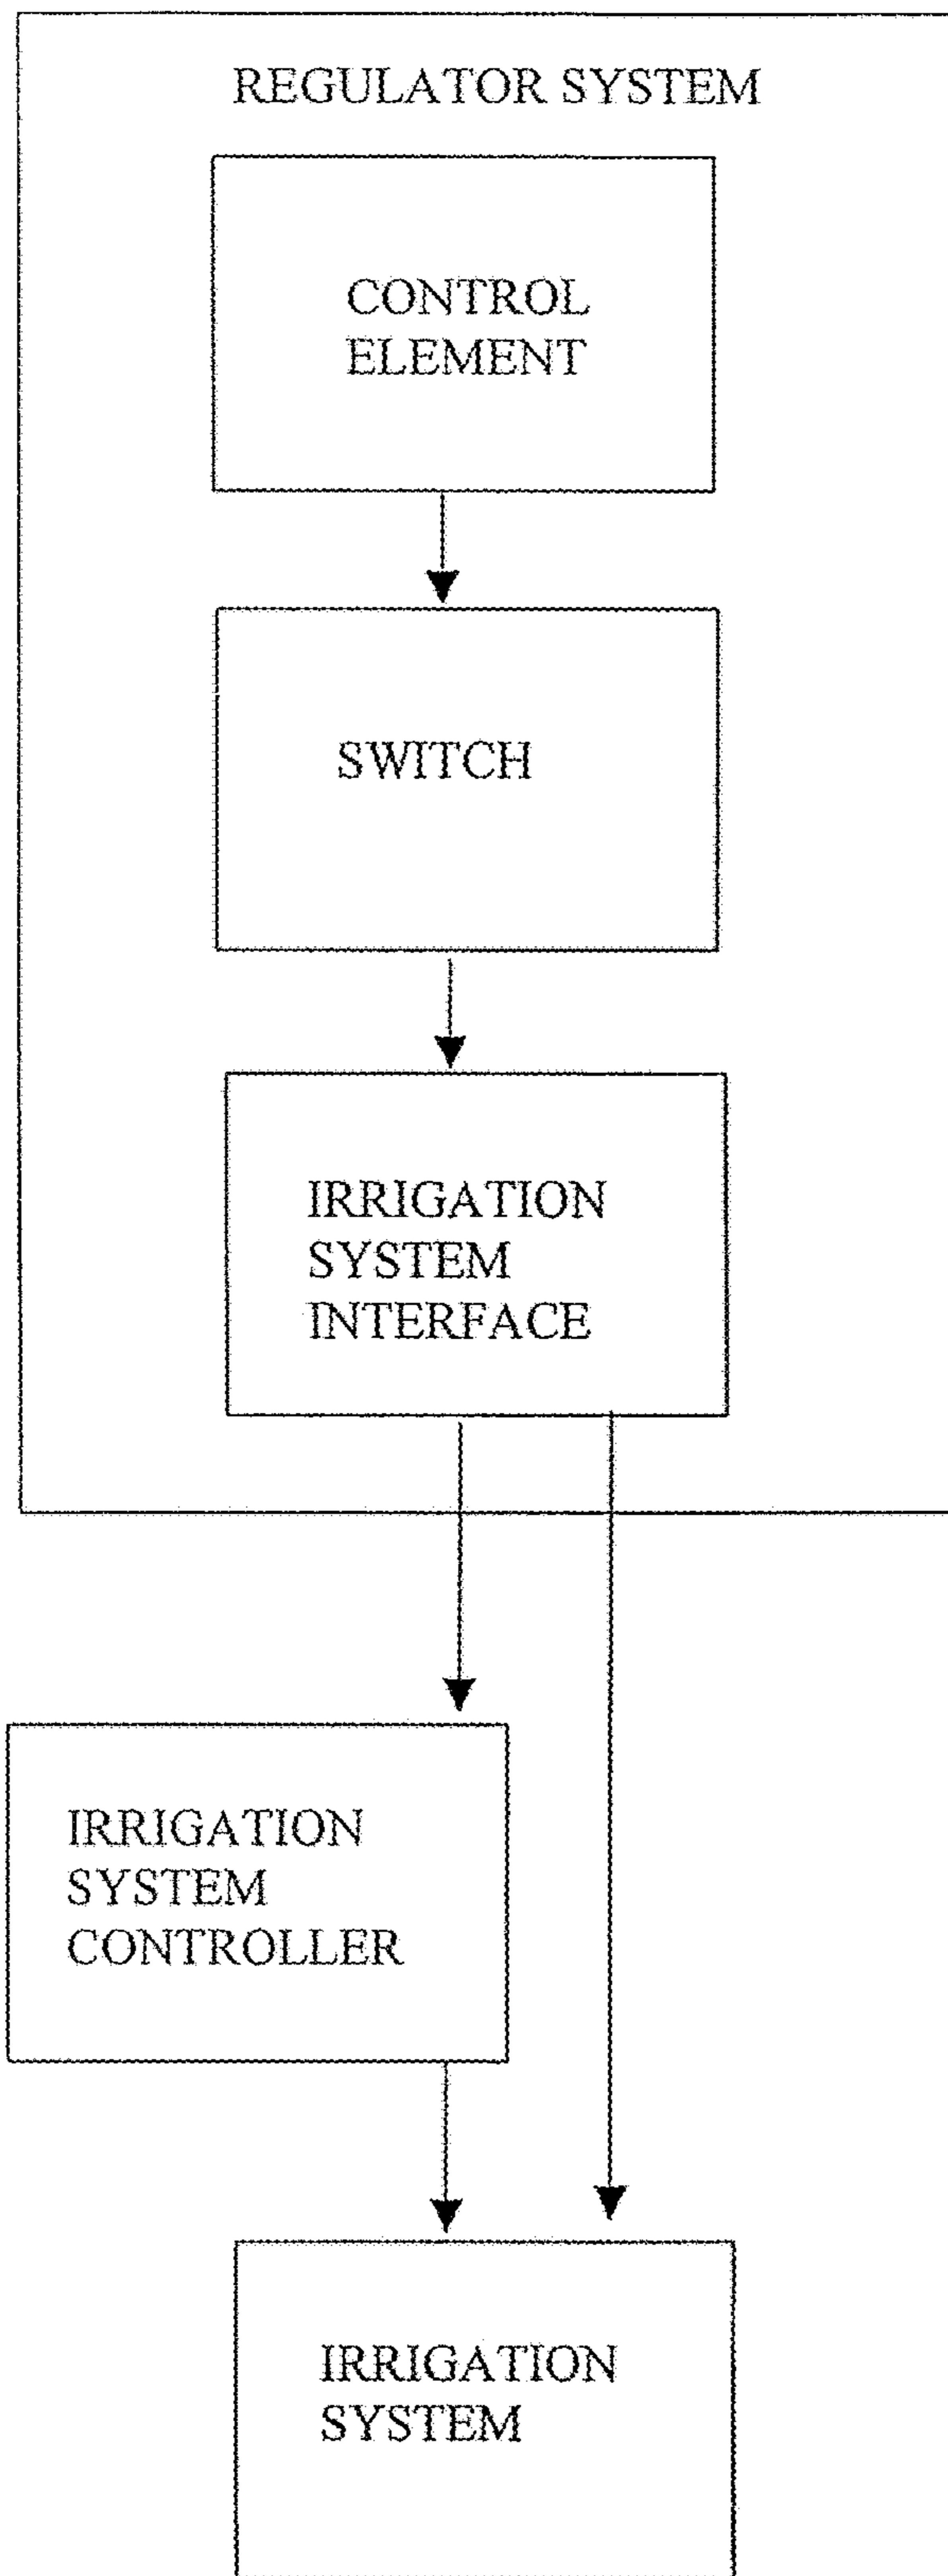 REGULATOR SYSTEM
CONTROL
ELEMENT
SWITCH
IRRIGATION
SYSTEM
INTERFACE
IRRIGATION
SYSTEM
CONTROLLER
IRRIGATION
SYSTEM